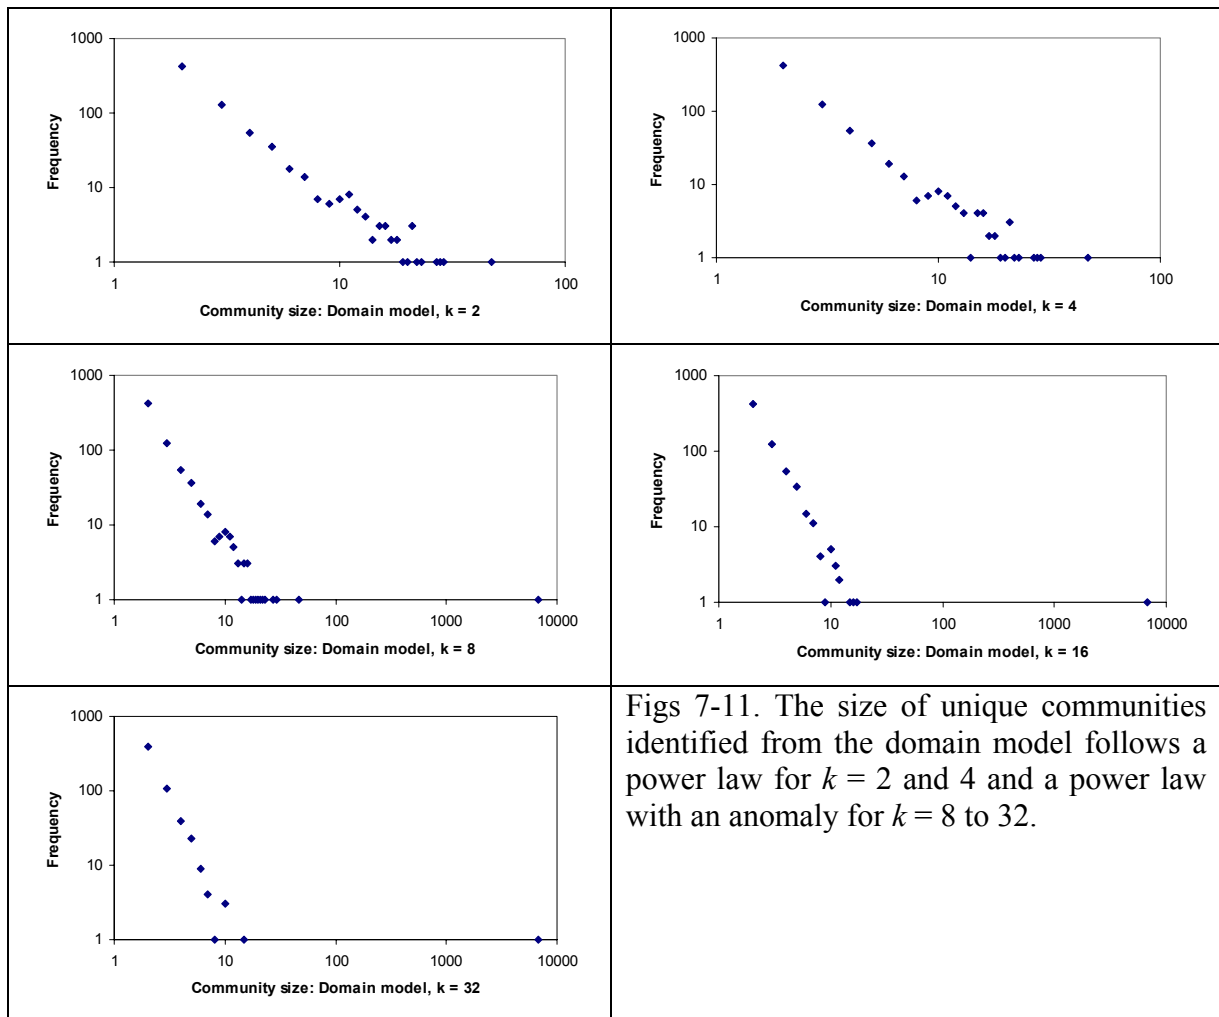 1000
100
10
1
Frequency
1 10 100
Community size: Domain model, k = 2
1000
100
10
1
Frequency
1 10 100
Community size: Domain model, k = 4
1000
100
10
1
Frequency
1 10 100 1000 10000
Community size: Domain model, k = 8
1000
100
10
1
Frequency
1 10 100 1000 10000
Community size: Domain model, k = 16
1000
100
10
1
Frequency
1 10 100 1000 10000
Community size: Domain model, k = 32
Figs 7-11. The size of unique communities
identified from the domain model follows a
power law for k = 2 and 4 and a power law
with an anomaly for k = 8 to 32.